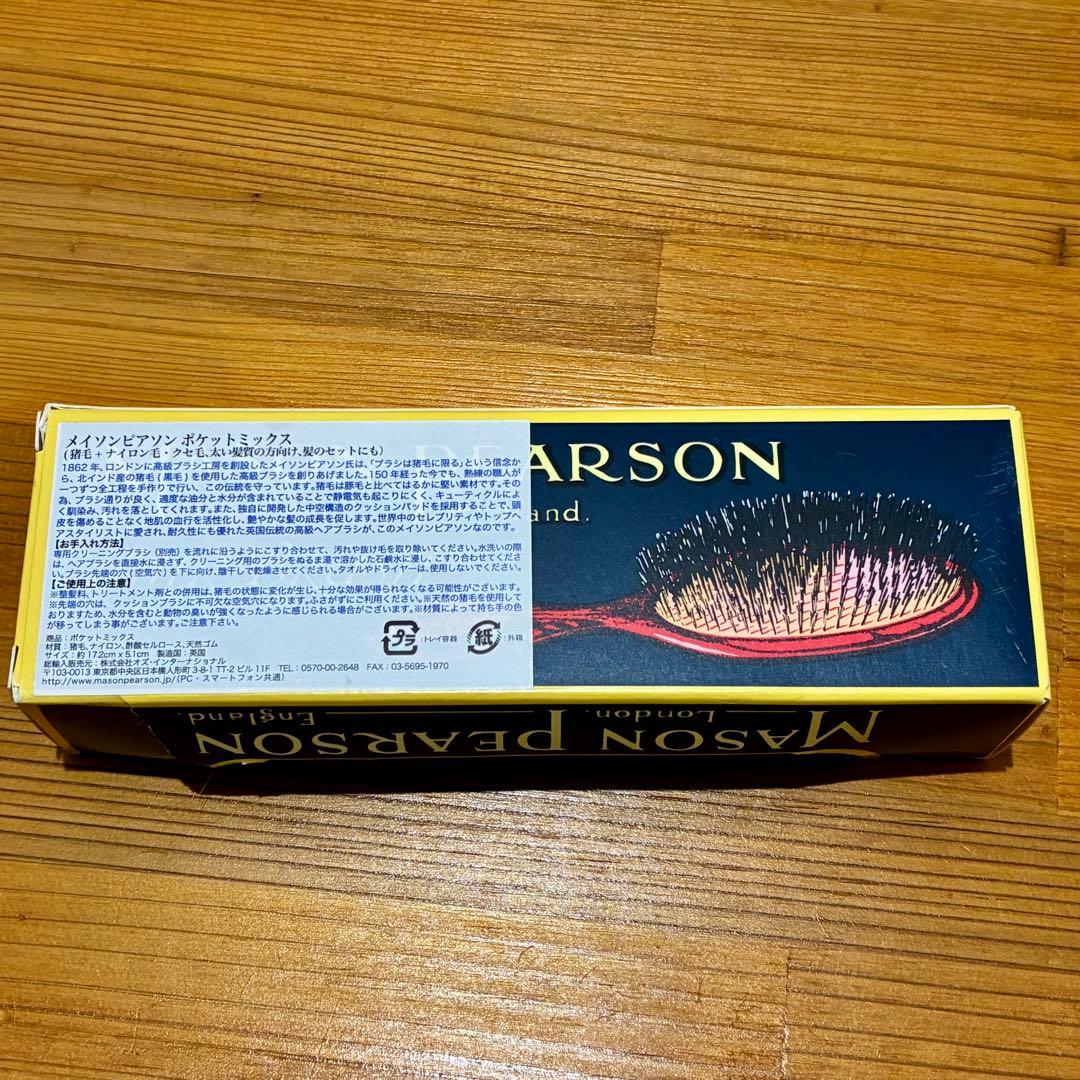 メイソンピアソン ポケットミックス
(猪毛+ナイロン毛・クセ毛、太い髪質の方向け、髪のセットにも)
1862年、ロンドンに高級ブラシ工房を創設したメイソンピアソン氏は、「ブラシは猪毛に限る」という信念か
ら、北インド産の猪毛(黒毛)を使用した高級ブラシを創りあげました。150年経った今でも、熟練の職人が
一つずつ全工程を手作りで行い、この伝統を守っています。猪毛は豚毛と比べてはるかに堅い素材です。その
為、ブラシ通りが良く、適度な油分と水分が含まれていることで静電気も起こりにくく、キューティクルによ
く馴染み、汚れを落としてくれます。また、独自に開発した中空構造のクッションパッドを採用することで、頭
皮を傷めることなく地肌の血行を活性化し、艶やかな髪の成長を促します。世界中のセレブリティやトップヘ
アスタイリストに愛され、耐久性にも優れた英国伝統の高級ヘアブラシが、このメイソンピアソンなのです。
【お手入れ方法】
専用クリーニングブラシ(別売)を流れに沿うようにこすり合わせて、汚れや抜け毛を取り除いてください。水洗いの際
は、ヘアブラシを直接水に浸さず、クリーニング用のブラシをぬるま湯で溶かした石鹸水に浸し、こすり合わせてくださ
い。ブラシ先端の穴(空気穴)を下に向け、陰干しで乾燥させてください。タオルやドライヤーは、使用しないでください。
【ご使用上の注意】
※整髪料、トリートメント剤との併用は、猪毛の状態に変化が生じ、十分な効果が得られなくなる可能性がございます。
※先端の穴は、クッションブラシに不可欠な空気穴になります。ふさがずにご利用ください。※天然の猪毛を使用して
おりますため、水分を含むと動物の臭いが強くなったように感じられる場合がございます。※材質によって持ち手の色
が移ってしまう事がございます。ご注意下さい。
商品:ポケットミックス
材質:猪毛、ナイロン、酢酸セルロース、天然ゴム
サイズ:約17.2cm x 5.1cm 製造国:英国
総輸入販売元:株式会社オズ・インターナショナル
〒103-0013 東京都中央区日本橋人形町3-8-1 TT-2ビル11F TEL:0570-00-2648 FAX:03-5695-1970
http://www.masonpearson.jp/(PC・スマートフォン共通)
プラ :トレイ容器 紙 :外箱
PEARSON
and.
MASON PEARSON
London, England.